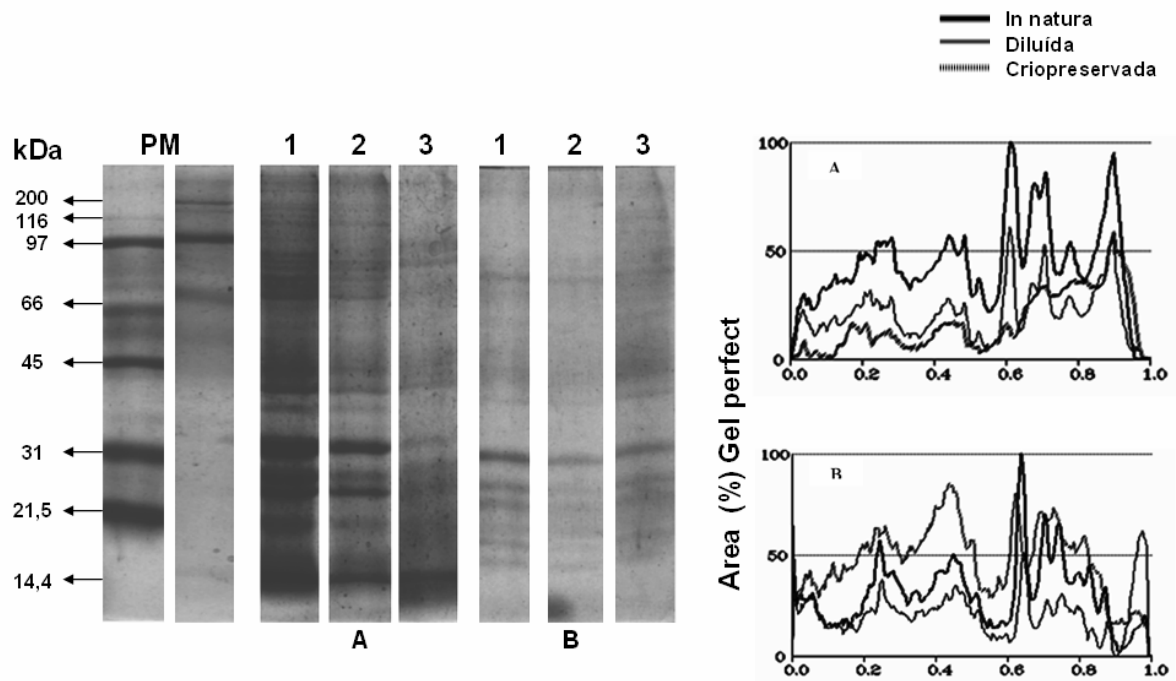 In natura
Diluída
Criopreservada
kDa
PM
1 2 3 1 2 3
200
116
97
66
45
31
21,5
14,4
A B
Area (%) Gel perfect
100
A
50
0
0.0 0.2 0.4 0.6 0.8 1.0
100
B
50
0
0.0 0.2 0.4 0.6 0.8 1.0